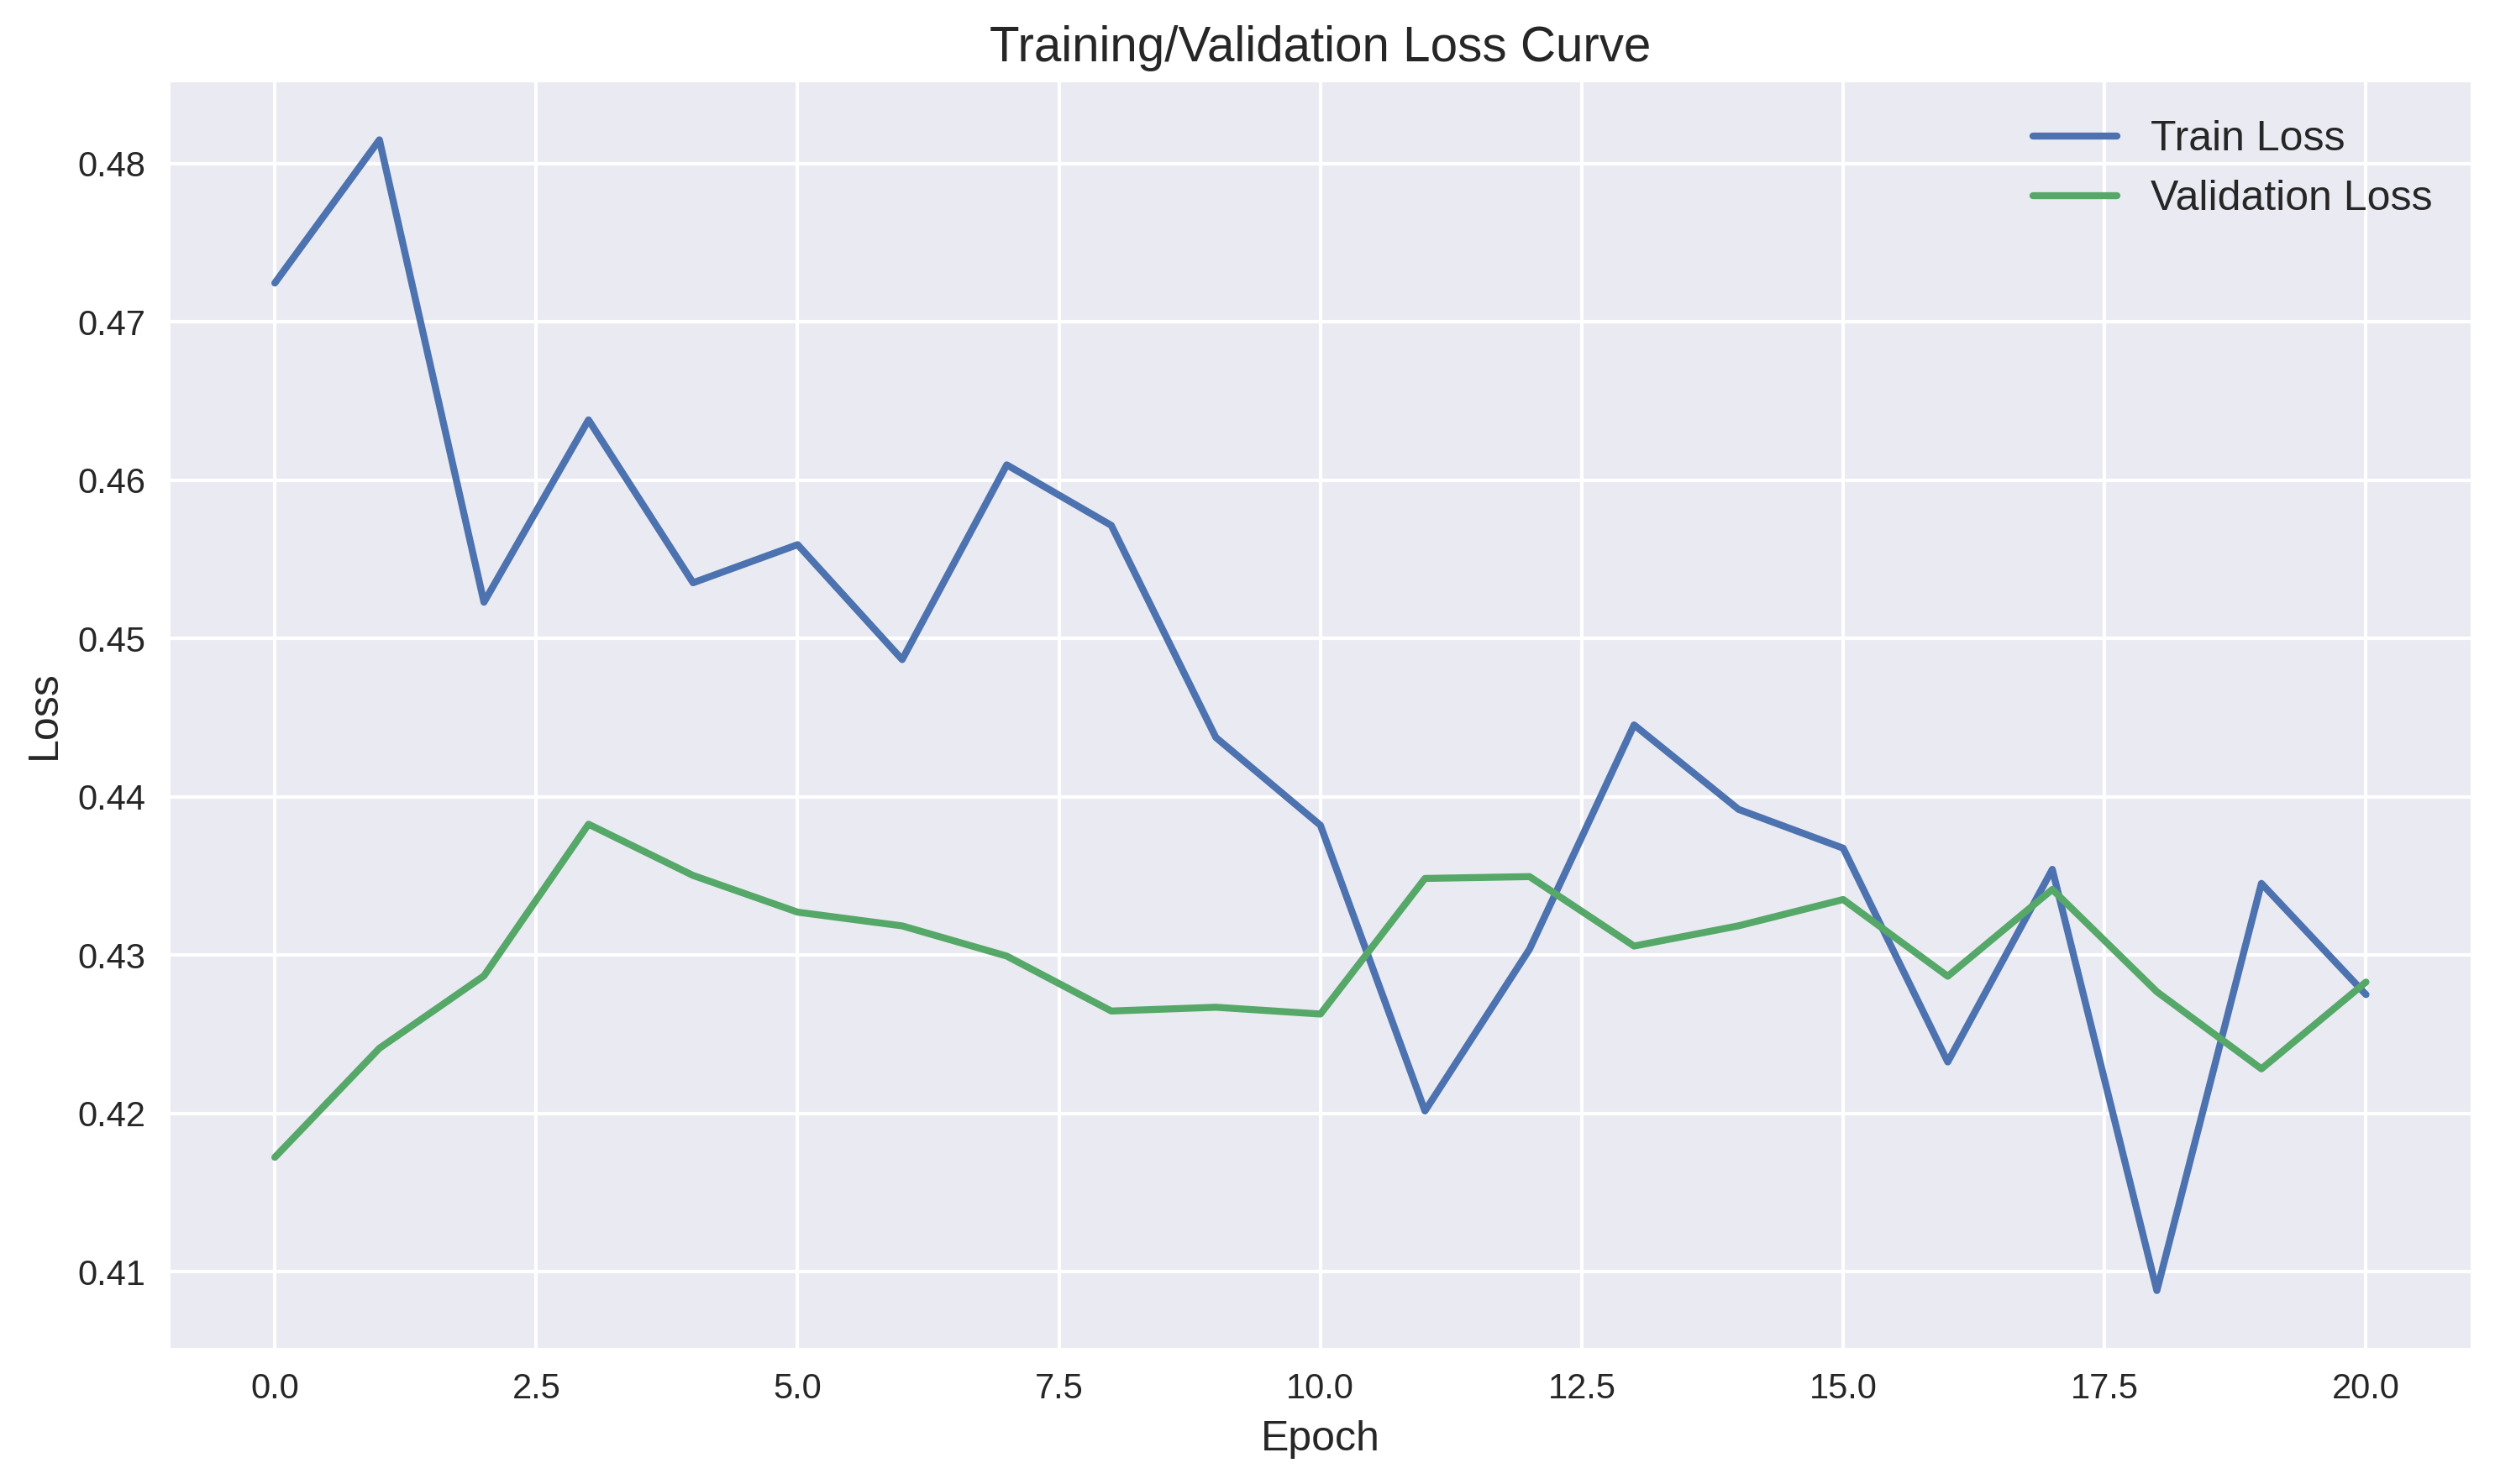 Training/Validation Loss Curve
Train Loss
Validation Loss
0.48
0.47
0.46
0.45
0.44
0.43
0.42
0.41
Loss
0.0 2.5 5.0 7.5 10.0 12.5 15.0 17.5 20.0
Epoch